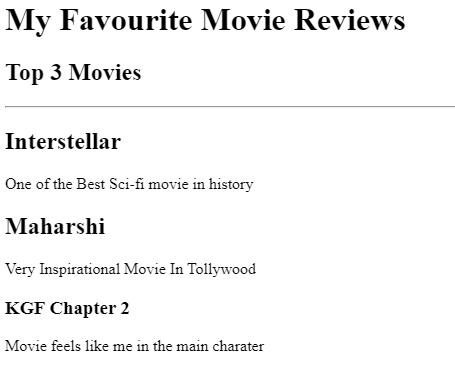 My Favourite Movie Reviews
Top 3 Movies
Interstellar
One of the Best Sci-fi movie in history
Maharshi
Very Inspirational Movie In Tollywood
KGF Chapter 2
Movie feels like me in the main charater